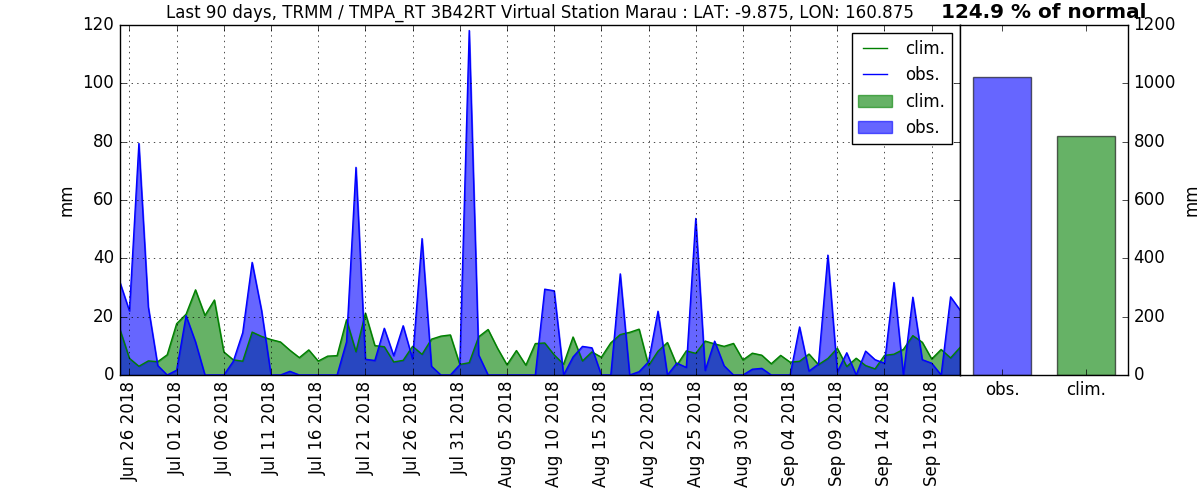 Last 90 days, TRMM / TMPA_RT 3B42RT Virtual Station Marau : LAT: -9.875, LON: 160.875
124.9 % of normal
120
100
80
60
40
20
0
mm
clim.
obs.
clim.
obs.
1200
1000
800
600
400
200
0
mm
Jun 26 2018
Jul 01 2018
Jul 06 2018
Jul 11 2018
Jul 16 2018
Jul 21 2018
Jul 26 2018
Jul 31 2018
Aug 05 2018
Aug 10 2018
Aug 15 2018
Aug 20 2018
Aug 25 2018
Aug 30 2018
Sep 04 2018
Sep 09 2018
Sep 14 2018
Sep 19 2018
obs.
clim.